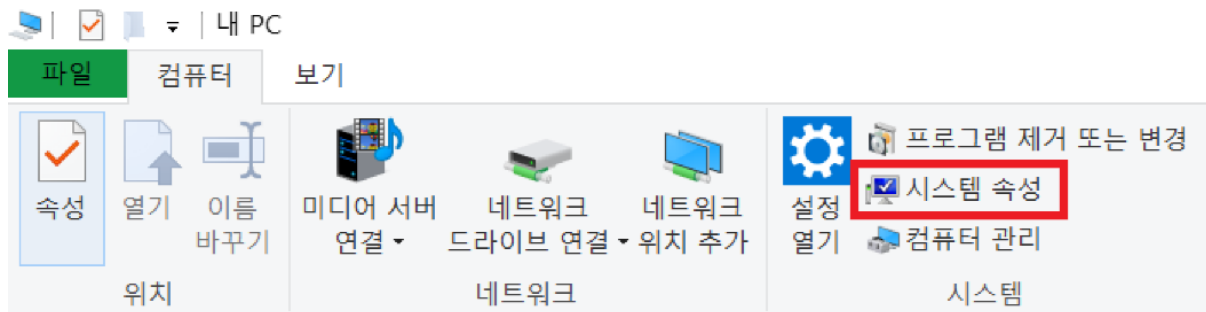 내 PC
파일 컴퓨터 보기
속성
열기
이름
바꾸기
위치
미디어 서버
연결
네트워크
드라이브 연결
네트워크
위치 추가
네트워크
설정
열기
프로그램 제거 또는 변경
시스템 속성
컴퓨터 관리
시스템